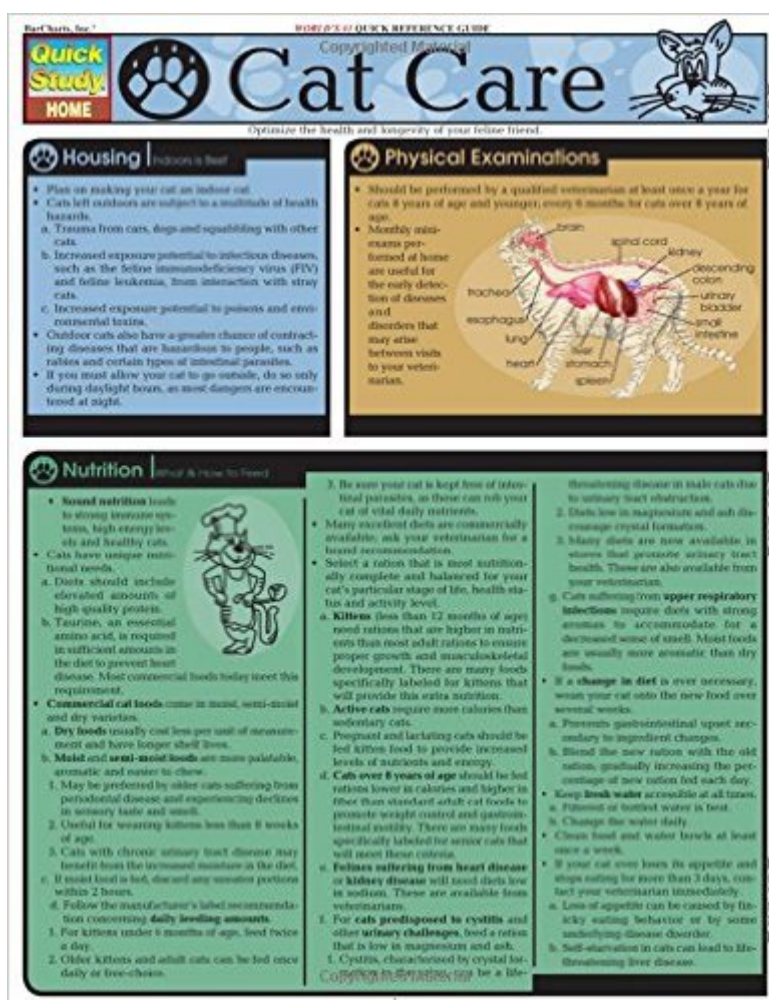 BarCharts, Inc.®
WORLD'S #1 QUICK REFERENCE GUIDE
Copyrighted Material
Quick
Study
HOME
Cat Care
Optimize the health and longevity of your feline friend.
Housing | Indoors is Best
• Plan on making your cat an indoor cat
• Cats left outdoors are subject to a multitude of health
hazards.
a. Trauma from cars, dogs and squabbling with other
cats.
b. Increased exposure potential to infectious diseases,
such as the feline immunodeficiency virus (FIV)
and feline leukemia, from interaction with stray
cats.
c. Increased exposure potential to poisons and envi-
ronmental toxins.
• Outdoor cats also have a greater chance of contract-
ing diseases that are hazardous to people, such as
rabies and certain types of intestinal parasites.
• If you must allow your cat to go outside, do so only
during daylight hours, as most dangers are encoun-
tered at night.
Physical Examinations
• Should be performed by a qualified veterinarian at least once a year for
cats 8 years of age and younger; every 6 months for cats over 8 years of
age.
• Monthly mini-
exams per-
formed at home
are useful for
the early detec-
tion of diseases
and
disorders that
may arise
between visits
to your veteri-
narian.
brain
spinal cord
kidney
descending
colon
urinary
bladder
small
intestine
trachea
esophagus
lung
heart
liver
stomach
spleen
Nutrition | What & How to Feed
• Sound nutrition leads
to strong immune sys-
tems, high energy lev-
els and healthy cats.
• Cats have unique nutri-
tional needs.
a. Diets should include
elevated amounts of
high quality protein.
b. Taurine, an essential
amino acid, is required
in sufficient amounts in
the diet to prevent heart
disease. Most commercial foods today meet this
requirement.
• Commercial cat foods come in moist, semi-moist
and dry varieties.
a. Dry foods usually cost less per unit of measure-
ment and have longer shelf lives.
b. Moist and semi-moist foods are more palatable,
aromatic and easier to chew.
1. May be preferred by older cats suffering from
periodontal disease and experiencing declines
in sensory taste and smell.
2. Useful for weaning kittens less than 8 weeks
of age.
3. Cats with chronic urinary tract disease may
benefit from the increased moisture in the diet.
c. If moist food is fed, discard any uneaten portions
within 2 hours.
d. Follow the manufacturer's label recommenda-
tion concerning daily feeding amounts.
1. For kittens under 6 months of age, feed twice
a day.
2. Older kittens and adult cats can be fed once
daily or free-choice.
3. Be sure your cat is kept free of intes-
tinal parasites, as these can rob your
cat of vital daily nutrients.
• Many excellent diets are commercially
available; ask your veterinarian for a
brand recommendation.
• Select a ration that is most nutrition-
ally complete and balanced for your
cat's particular stage of life, health sta-
tus and activity level.
a. Kittens (less than 12 months of age)
need rations that are higher in nutri-
ents than most adult rations to ensure
proper growth and musculoskeletal
development. There are many foods
specifically labeled for kittens that
will provide this extra nutrition.
b. Active cats require more calories than
sedentary cats.
c. Pregnant and lactating cats should be
fed kitten food to provide increased
levels of nutrients and energy.
d. Cats over 8 years of age should be fed
rations lower in calories and higher in
fiber than standard adult cat foods to
promote weight control and gastroin-
testinal motility. There are many foods
specifically labeled for senior cats that
will meet these criteria.
e. Felines suffering from heart disease
or kidney disease will need diets low
in sodium. These are available from
veterinarians.
f. For cats predisposed to cystitis and
other urinary challenges, feed a ration
that is low in magnesium and ash.
1. Cystitis, characterized by crystal for-
can be a life-
threatening disease in male cats due
to urinary tract obstruction.
2. Diets low in magnesium and ash dis-
courage crystal formation.
3. Many diets are now available in
stores that promote urinary tract
health. These are also available from
your veterinarian.
g. Cats suffering from upper respiratory
infections require diets with strong
aromas to accommodate for a
decreased sense of smell. Moist foods
are usually more aromatic than dry
foods.
• If a change in diet is ever necessary,
wean your cat onto the new food over
several weeks.
a. Prevents gastrointestinal upset sec-
ondary to ingredient changes.
b. Blend the new ration with the old
ration, gradually increasing the per-
centage of new ration fed each day.
• Keep fresh water accessible at all times.
a. Filtered or bottled water is best.
b. Change the water daily.
• Clean food and water bowls at least
once a week.
• If your cat ever loses its appetite and
stops eating for more than 3 days, con-
tact your veterinarian immediately.
a. Loss of appetite can be caused by fin-
icky eating behavior or by some
underlying disease disorder.
b. Self-starvation in cats can lead to life-
threatening liver disease.
Copyrighted Material